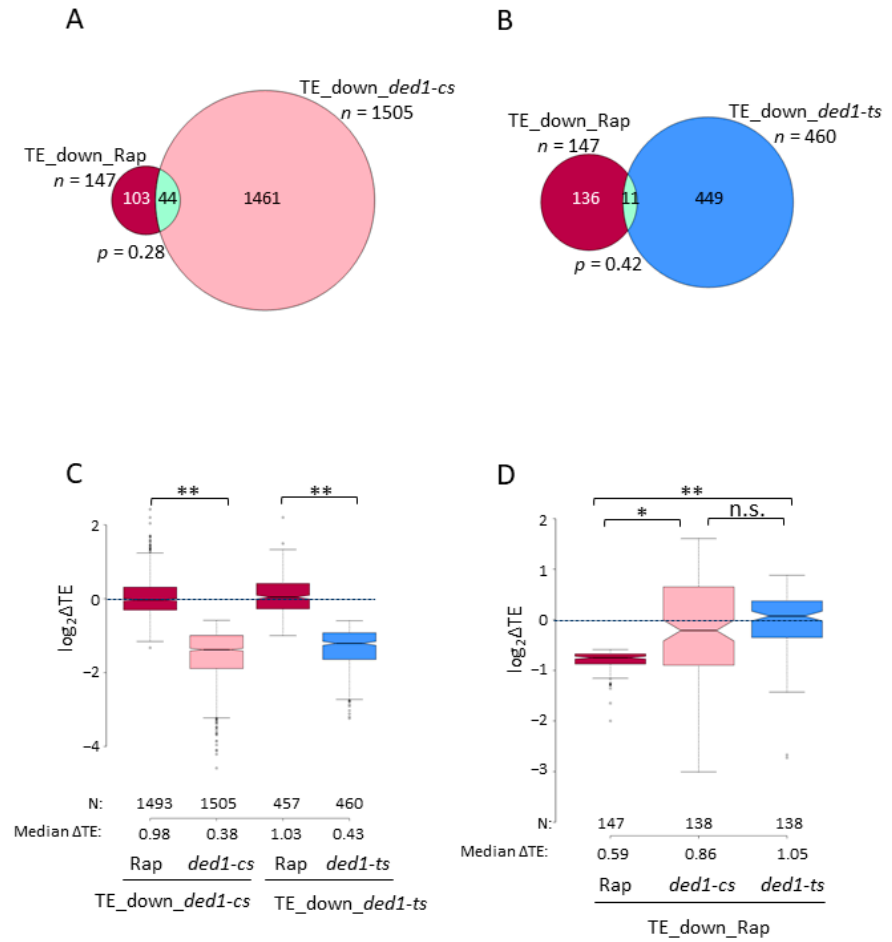 A
B
TE_down_ded1-cs
n = 1505
TE_down_Rap
n = 147
103
44
1461
p = 0.28
TE_down_ded1-ts
n = 460
TE_down_Rap
n = 147
136
11
449
p = 0.42
C
** **
log₂ΔTE
2
0
−2
−4
N: 1493 1505 457 460
Median ΔTE: 0.98 0.38 1.03 0.43
Rap ded1-cs Rap ded1-ts
TE_down_ded1-cs TE_down_ded1-ts
D
**
* n.s.
log₂ΔTE
2
1
0
−1
−2
−3
N: 147 138 138
Median ΔTE: 0.59 0.86 1.05
Rap ded1-cs ded1-ts
TE_down_Rap